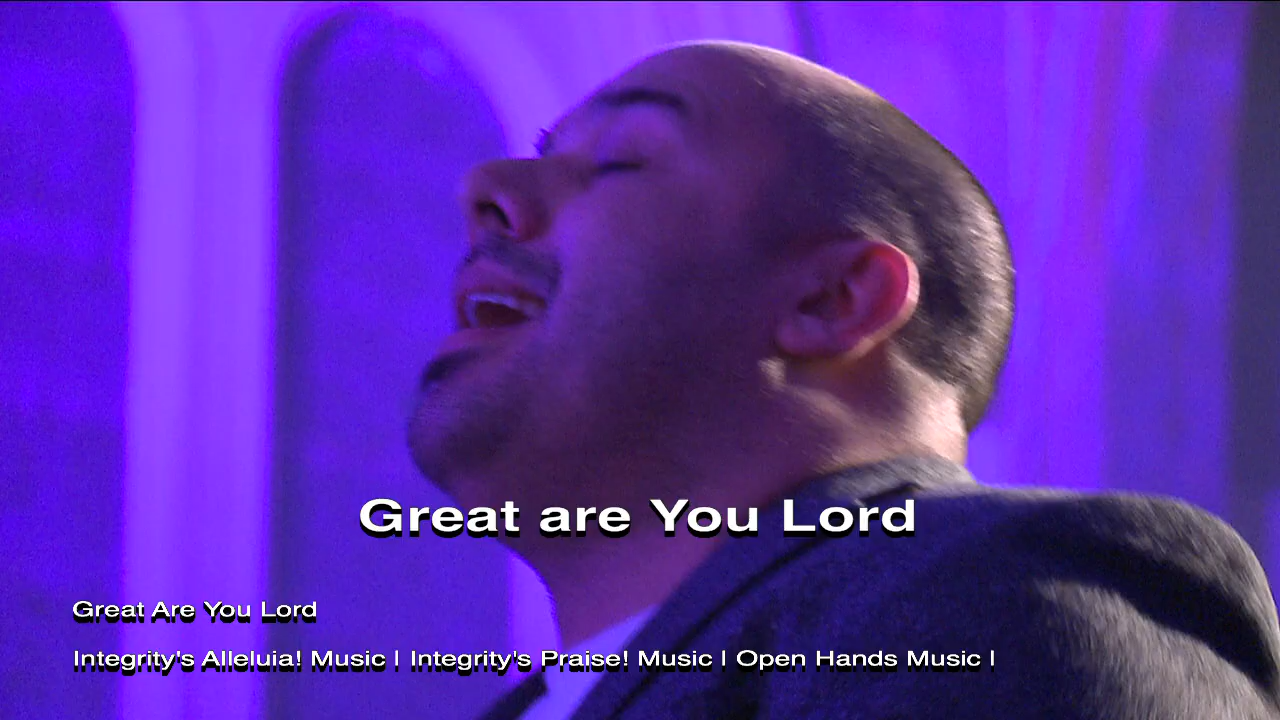 Great are You Lord
Great Are You Lord
Integrity's Alleluia! Music | Integrity's Praise! Music | Open Hands Music |